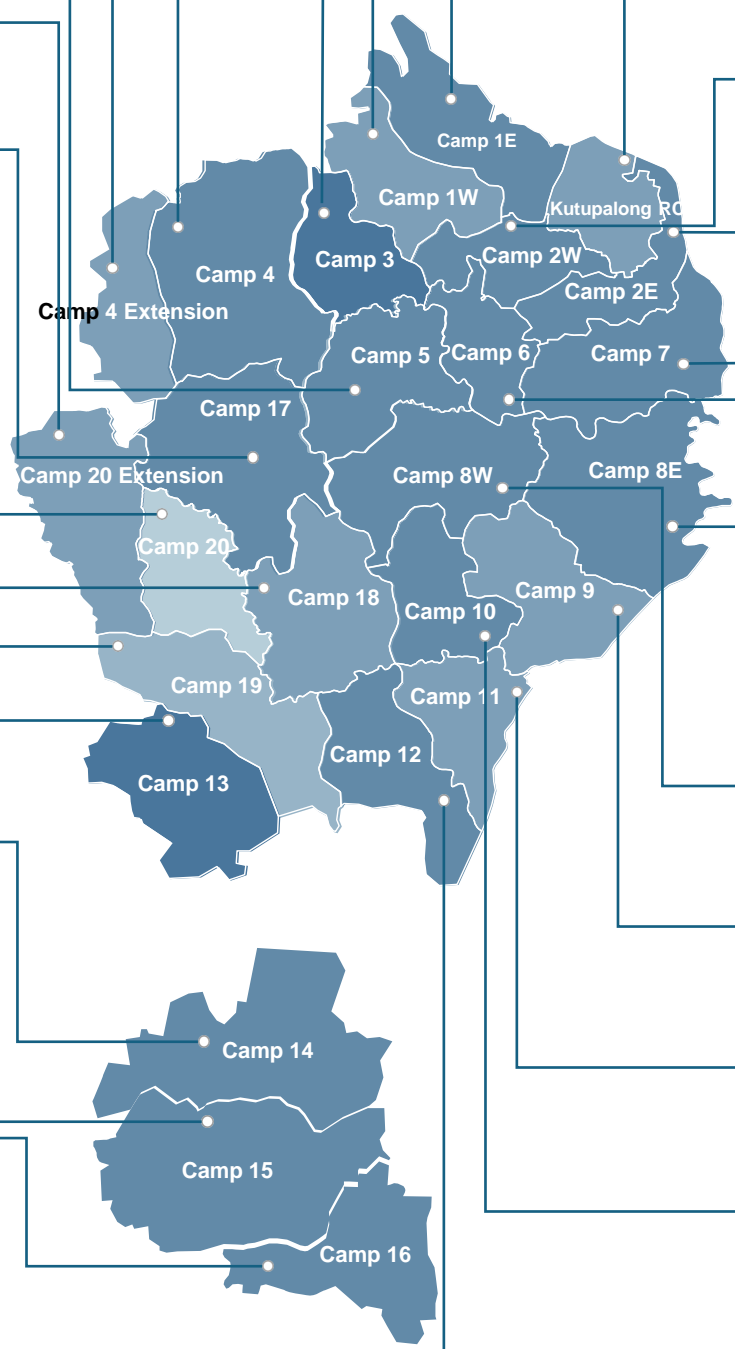 Camp 1E
Camp 1W
Kutupalong RC
Camp 3
Camp 2W
Camp 4
Camp 2E
Camp 4 Extension
Camp 5
Camp 6
Camp 7
Camp 17
Camp 20 Extension
Camp 8W
Camp 8E
Camp 20
Camp 18
Camp 9
Camp 10
Camp 19
Camp 11
Camp 12
Camp 13
Camp 14
Camp 15
Camp 16